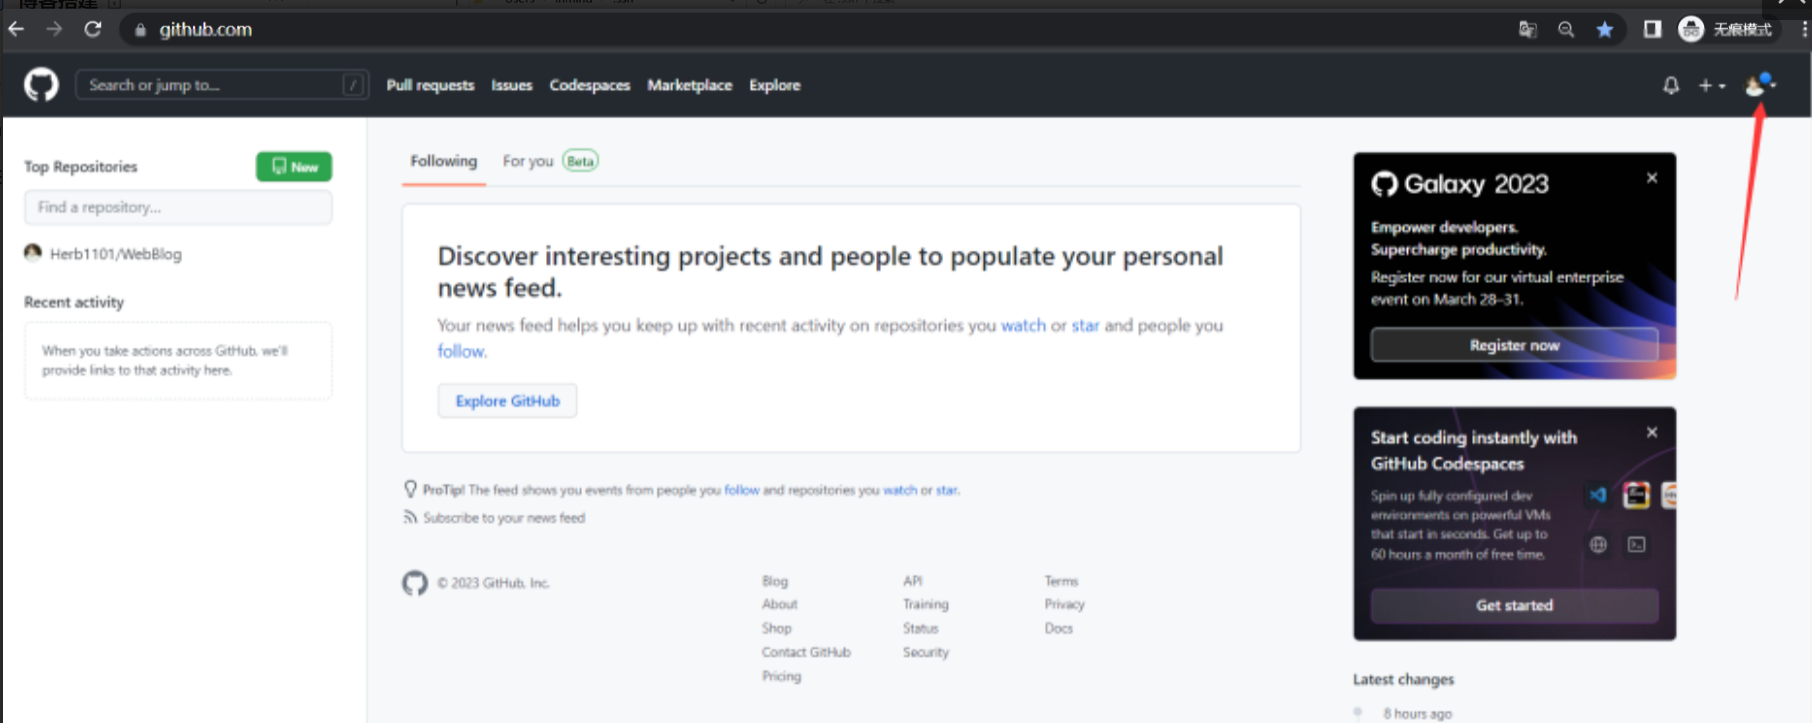 博客搭建
github.com
无痕模式
Search or jump to...
/
Pull requests
Issues
Codespaces
Marketplace
Explore
Top Repositories
New
Find a repository...
Herb1101/WebBlog
Recent activity
When you take actions across GitHub, we'll
provide links to that activity here.
Following
For you
Beta
Discover interesting projects and people to populate your personal
news feed.
Your news feed helps you keep up with recent activity on repositories you watch or star and people you
follow.
Explore GitHub
ProTip! The feed shows you events from people you follow and repositories you watch or star.
Subscribe to your news feed
© 2023 GitHub, Inc.
Blog
About
Shop
Contact GitHub
Pricing
API
Training
Status
Security
Terms
Privacy
Docs
Galaxy 2023
Empower developers.
Supercharge productivity.
Register now for our virtual enterprise
event on March 28–31.
Register now
Start coding instantly with
GitHub Codespaces
Spin up fully configured dev
environments on powerful VMs
that start in seconds. Get up to
60 hours a month of free time.
Get started
Latest changes
8 hours ago